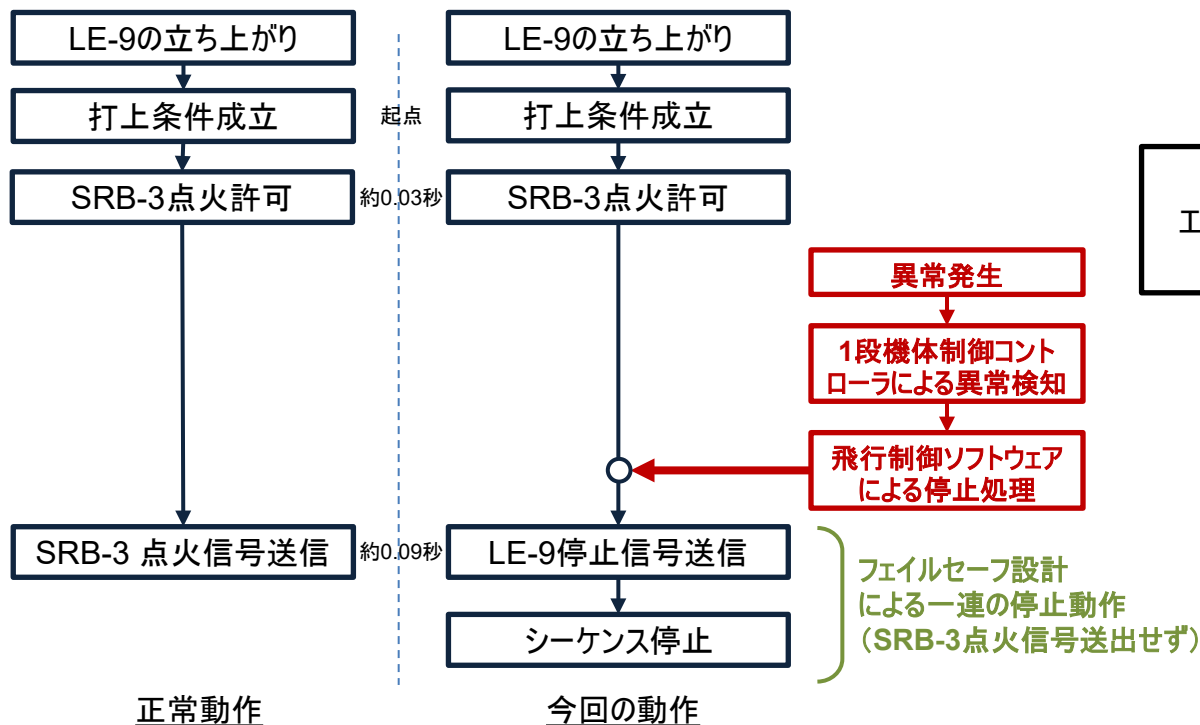 LE-9の立ち上がり
打上条件成立
SRB-3点火許可
SRB-3 点火信号送信
正常動作
起点
約0.03秒
約0.09秒
LE-9の立ち上がり
打上条件成立
SRB-3点火許可
LE-9停止信号送信
シーケンス停止
今回の動作
異常発生
1段機体制御コント
ローラによる異常検知
飛行制御ソフトウェア
による停止処理
フェイルセーフ設計
による一連の停止動作
(SRB-3点火信号送出せず)